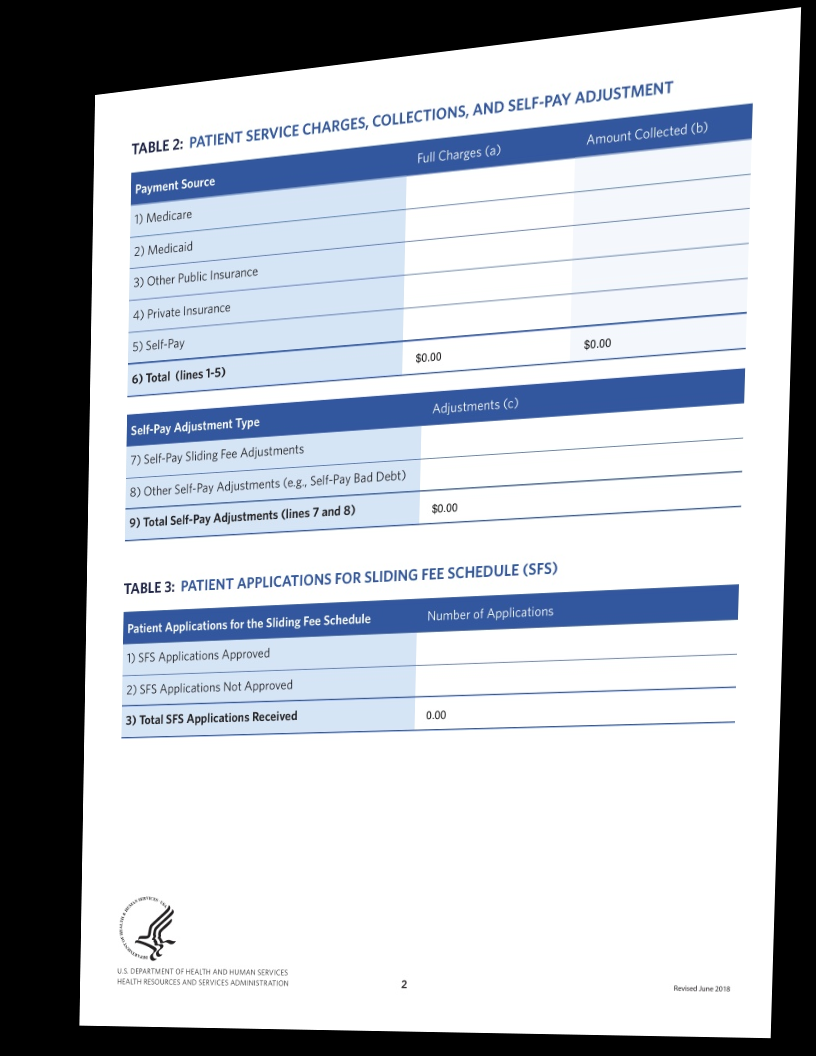 TABLE 2: PATIENT SERVICE CHARGES, COLLECTIONS, AND SELF-PAY ADJUSTMENT
Payment Source Full Charges (a) Amount Collected (b)
1) Medicare
2) Medicaid
3) Other Public Insurance
4) Private Insurance
5) Self-Pay
6) Total (lines 1-5) $0.00 $0.00
Self-Pay Adjustment Type Adjustments (c)
7) Self-Pay Sliding Fee Adjustments
8) Other Self-Pay Adjustments (e.g., Self-Pay Bad Debt)
9) Total Self-Pay Adjustments (lines 7 and 8) $0.00
TABLE 3: PATIENT APPLICATIONS FOR SLIDING FEE SCHEDULE (SFS)
Patient Applications for the Sliding Fee Schedule Number of Applications
1) SFS Applications Approved
2) SFS Applications Not Approved
3) Total SFS Applications Received 0.00
DEPARTMENT OF HEALTH & HUMAN SERVICES · USA
U.S. DEPARTMENT OF HEALTH AND HUMAN SERVICES
HEALTH RESOURCES AND SERVICES ADMINISTRATION
2
Revised June 2018